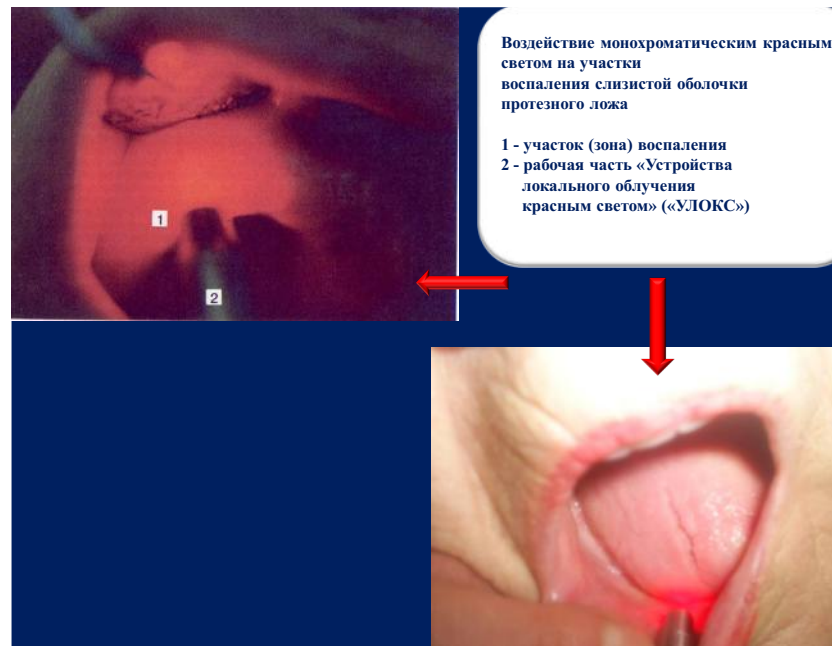 Воздействие монохроматическим красным
светом на участки
воспаления слизистой оболочки
протезного ложа
1 - участок (зона) воспаления
2 - рабочая часть «Устройства
локального облучения
красным светом» («УЛОКС»)
1
2